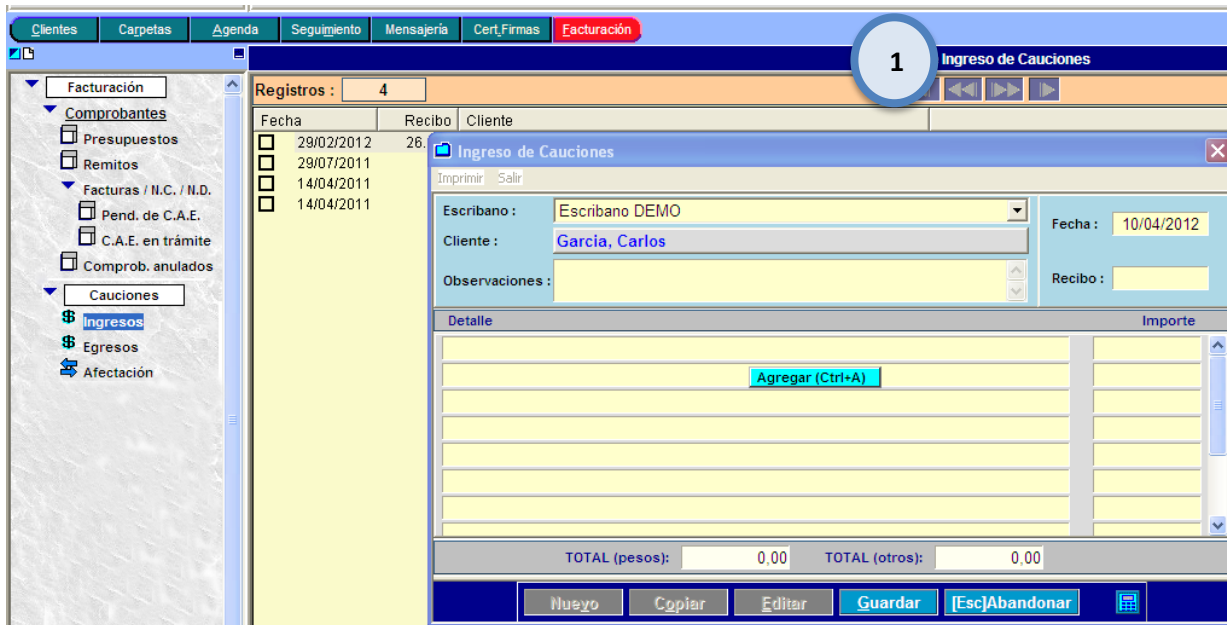 Clientes Carpetas Agenda Seguimiento Mensajería Cert.Firmas Facturación
1
Ingreso de Cauciones
Facturación
Comprobantes
Presupuestos
Remitos
Facturas / N.C. / N.D.
Pend. de C.A.E.
C.A.E. en trámite
Comprob. anulados
Cauciones
Ingresos
Egresos
Afectación
Registros : 4
Fecha Recibo Cliente
29/02/2012 26.
29/07/2011
14/04/2011
14/04/2011
Ingreso de Cauciones
Imprimir Salir
Escribano : Escribano DEMO
Fecha : 10/04/2012
Cliente : Garcia, Carlos
Observaciones :
Recibo :
Detalle Importe
Agregar (Ctrl+A)
TOTAL (pesos): 0,00 TOTAL (otros): 0,00
Nuevo Copiar Editar Guardar [Esc]Abandonar